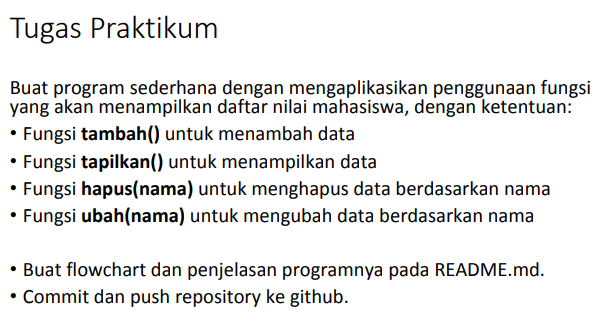 Tugas Praktikum
Buat program sederhana dengan mengaplikasikan penggunaan fungsi
yang akan menampilkan daftar nilai mahasiswa, dengan ketentuan:
• Fungsi tambah() untuk menambah data
• Fungsi tapilkan() untuk menampilkan data
• Fungsi hapus(nama) untuk menghapus data berdasarkan nama
• Fungsi ubah(nama) untuk mengubah data berdasarkan nama
• Buat flowchart dan penjelasan programnya pada README.md.
• Commit dan push repository ke github.